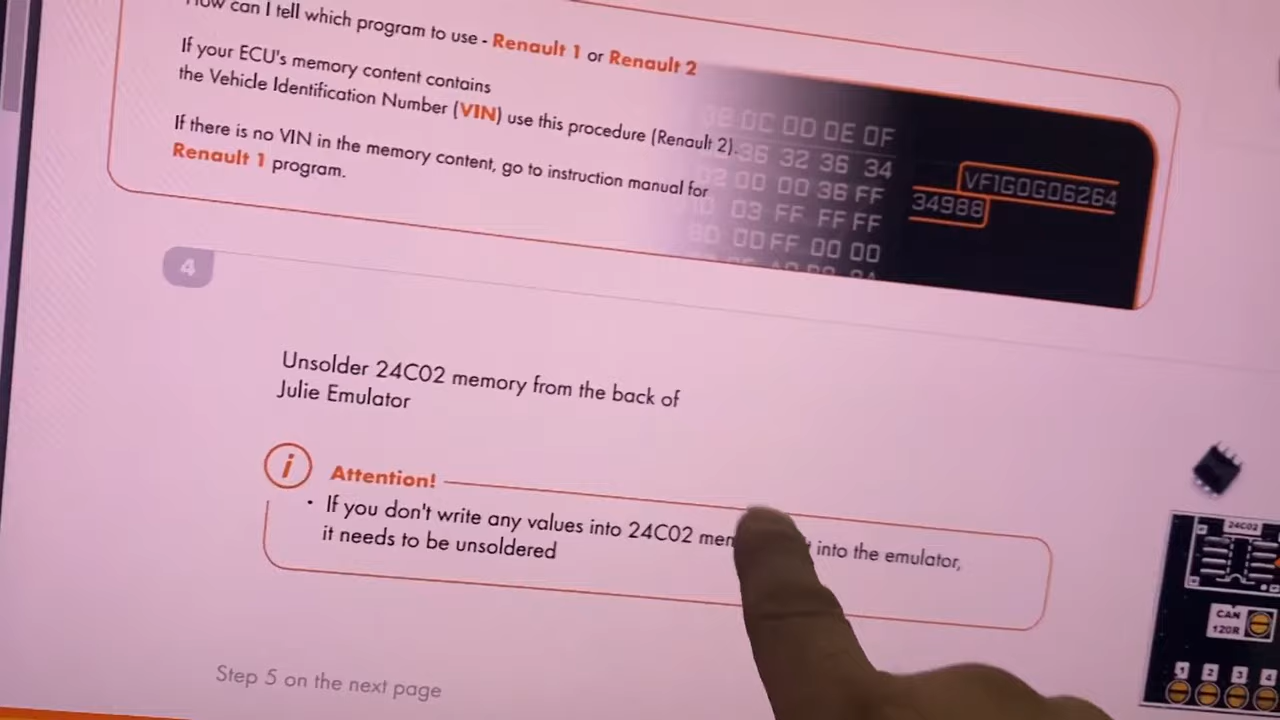 How can I tell which program to use - Renault 1 or Renault 2
If your ECU's memory content contains
the Vehicle Identification Number (VIN) use this procedure (Renault 2).
If there is no VIN in the memory content, go to instruction manual for
Renault 1 program.
0C 0D 0E 0F
36 32 36 34
00 00 36 FF
03 FF FF FF
0D FF 00 00
VF1G0G06264
34988
4
Unsolder 24C02 memory from the back of
Julie Emulator
Attention!
· If you don't write any values into 24C02 into the emulator,
it needs to be unsoldered
24C02
CAN
120R
1 2 3 4
Step 5 on the next page